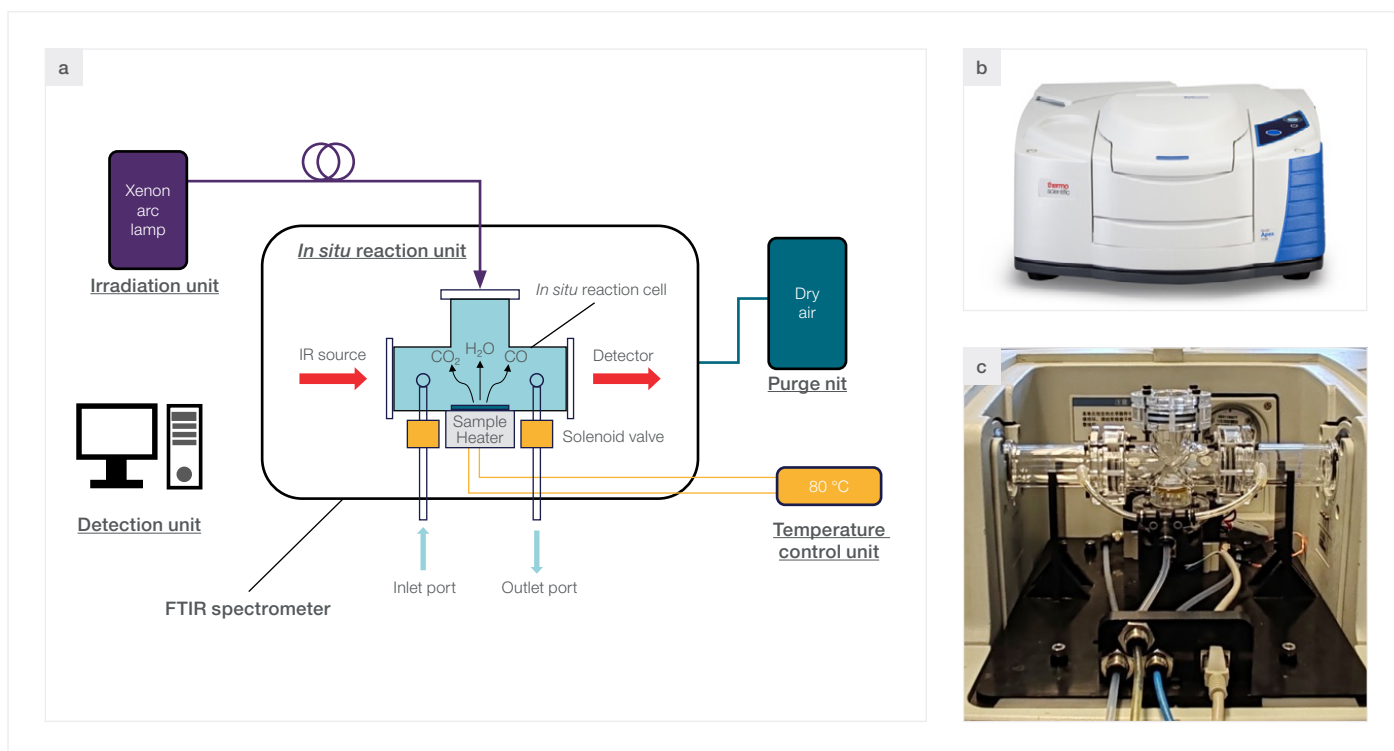 a
Xenon
arc
lamp
Irradiation unit
In situ reaction unit
In situ reaction cell
IR source
CO₂
H₂O
CO
Detector
Sample
Heater
Solenoid valve
Dry
air
Purge nit
80 °C
Temperature
control unit
Detection unit
FTIR spectrometer
Inlet port
Outlet port
b
thermo
scientific
Apex
c